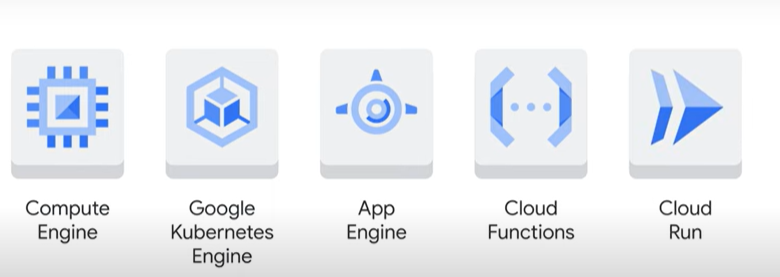 Compute
Engine
Google
Kubernetes
Engine
App
Engine
Cloud
Functions
Cloud
Run